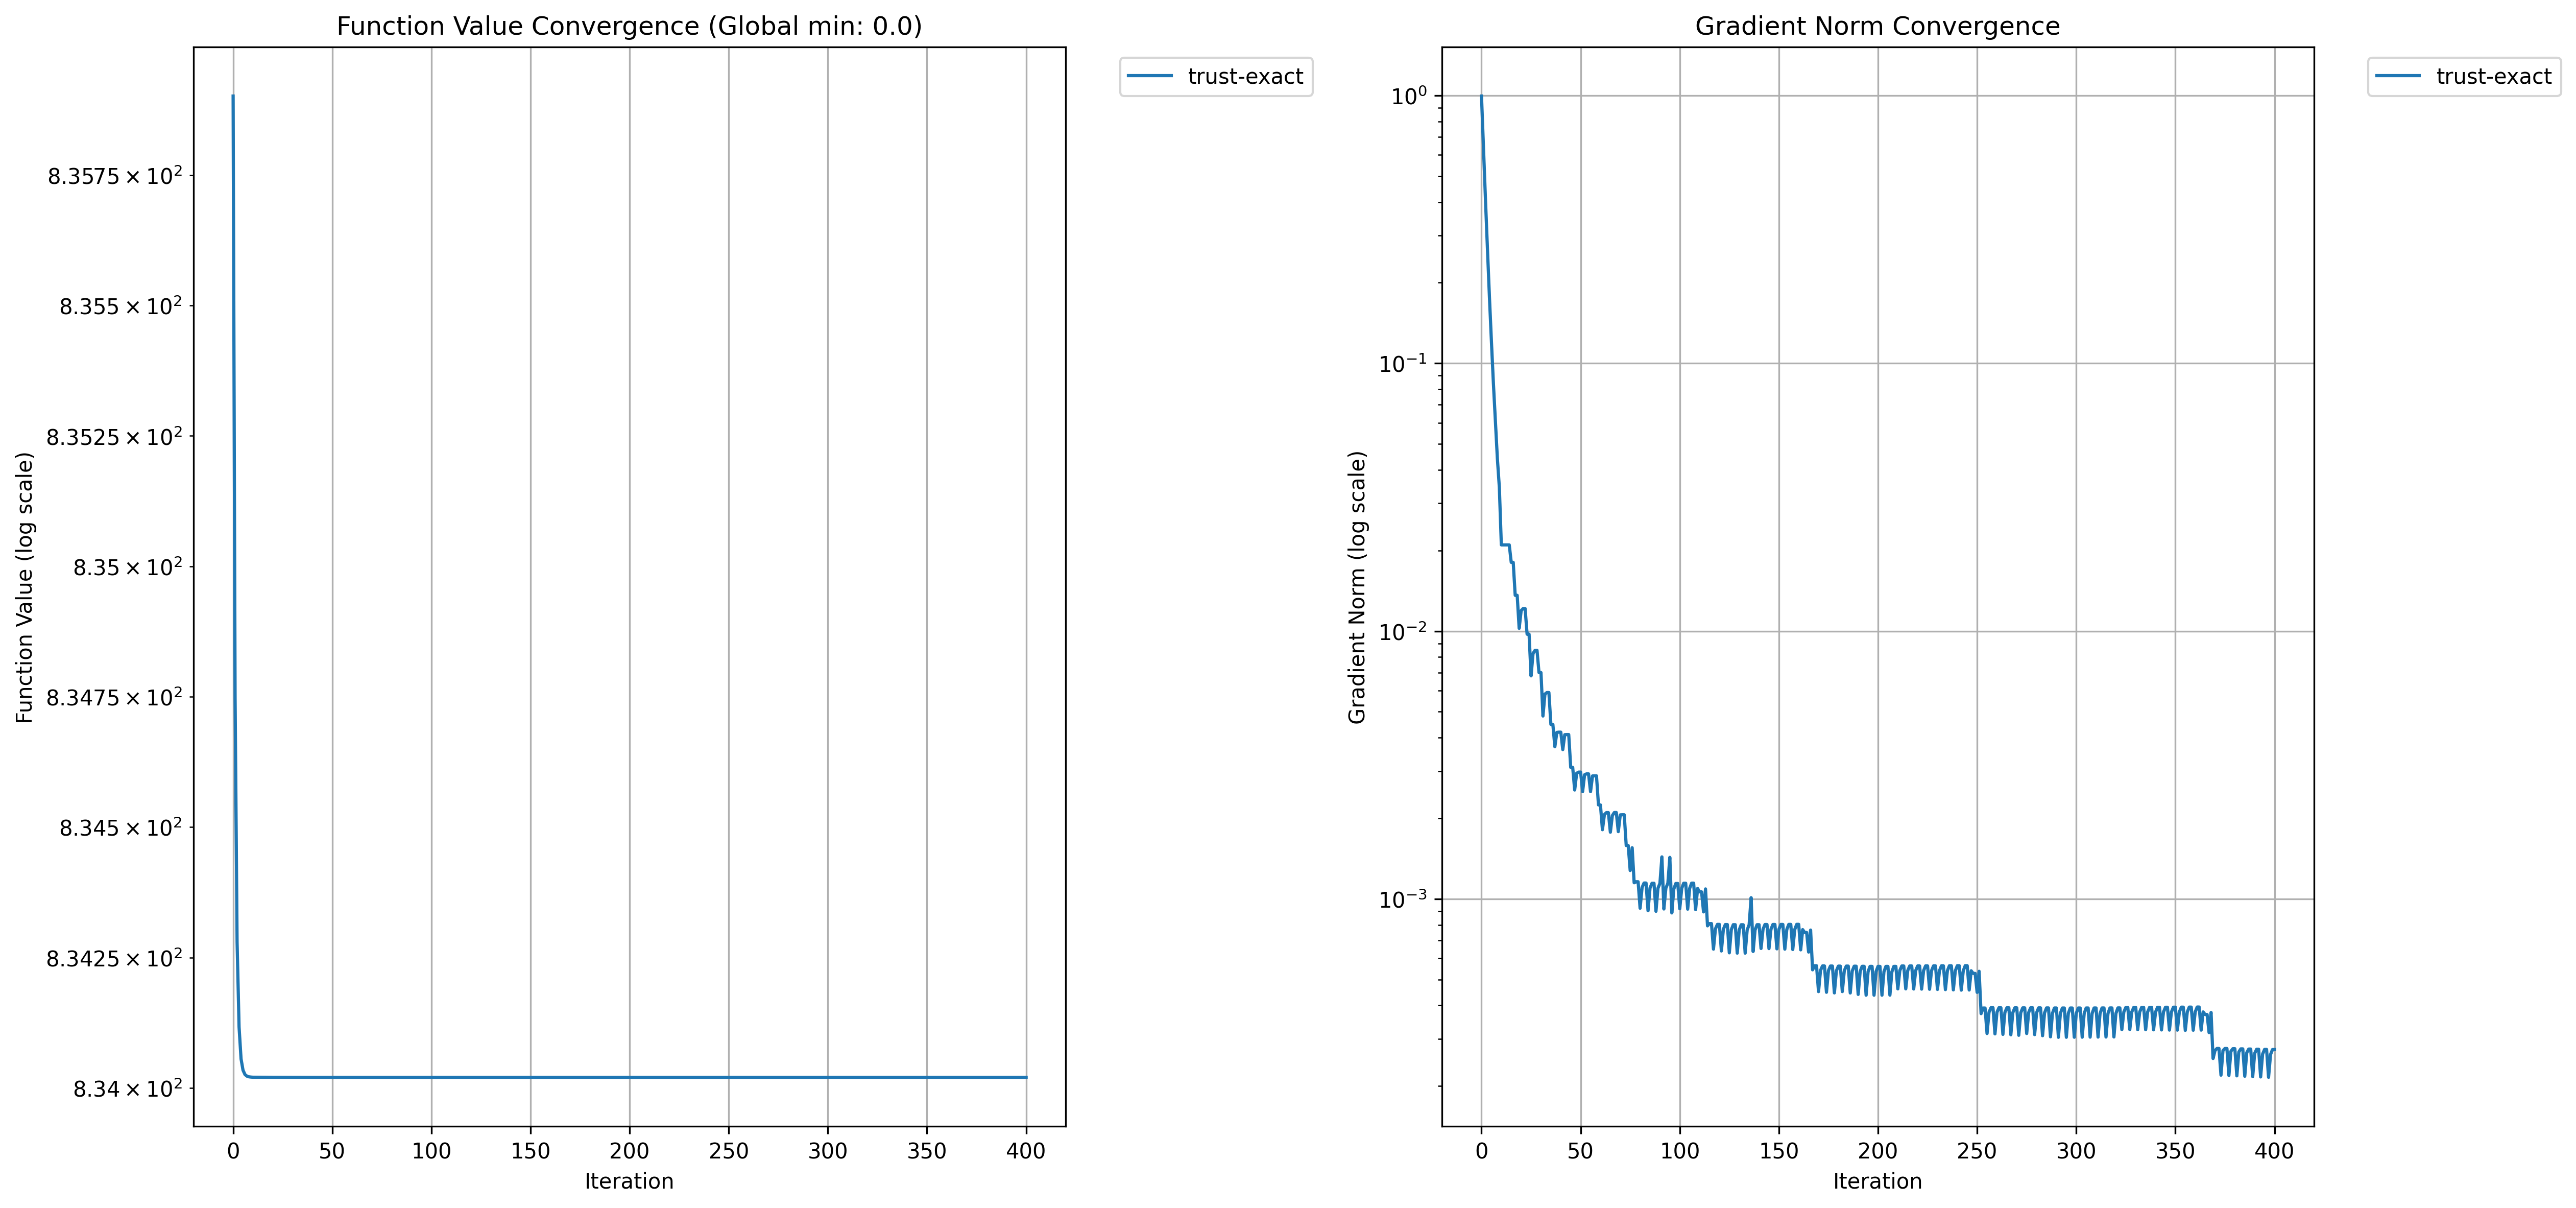 Function Value Convergence (Global min: 0.0)
trust-exact
Function Value (log scale)
8.3575 × 10²
8.355 × 10²
8.3525 × 10²
8.35 × 10²
8.3475 × 10²
8.345 × 10²
8.3425 × 10²
8.34 × 10²
0 50 100 150 200 250 300 350 400
Iteration
Gradient Norm Convergence
trust-exact
Gradient Norm (log scale)
10⁰
10⁻¹
10⁻²
10⁻³
0 50 100 150 200 250 300 350 400
Iteration